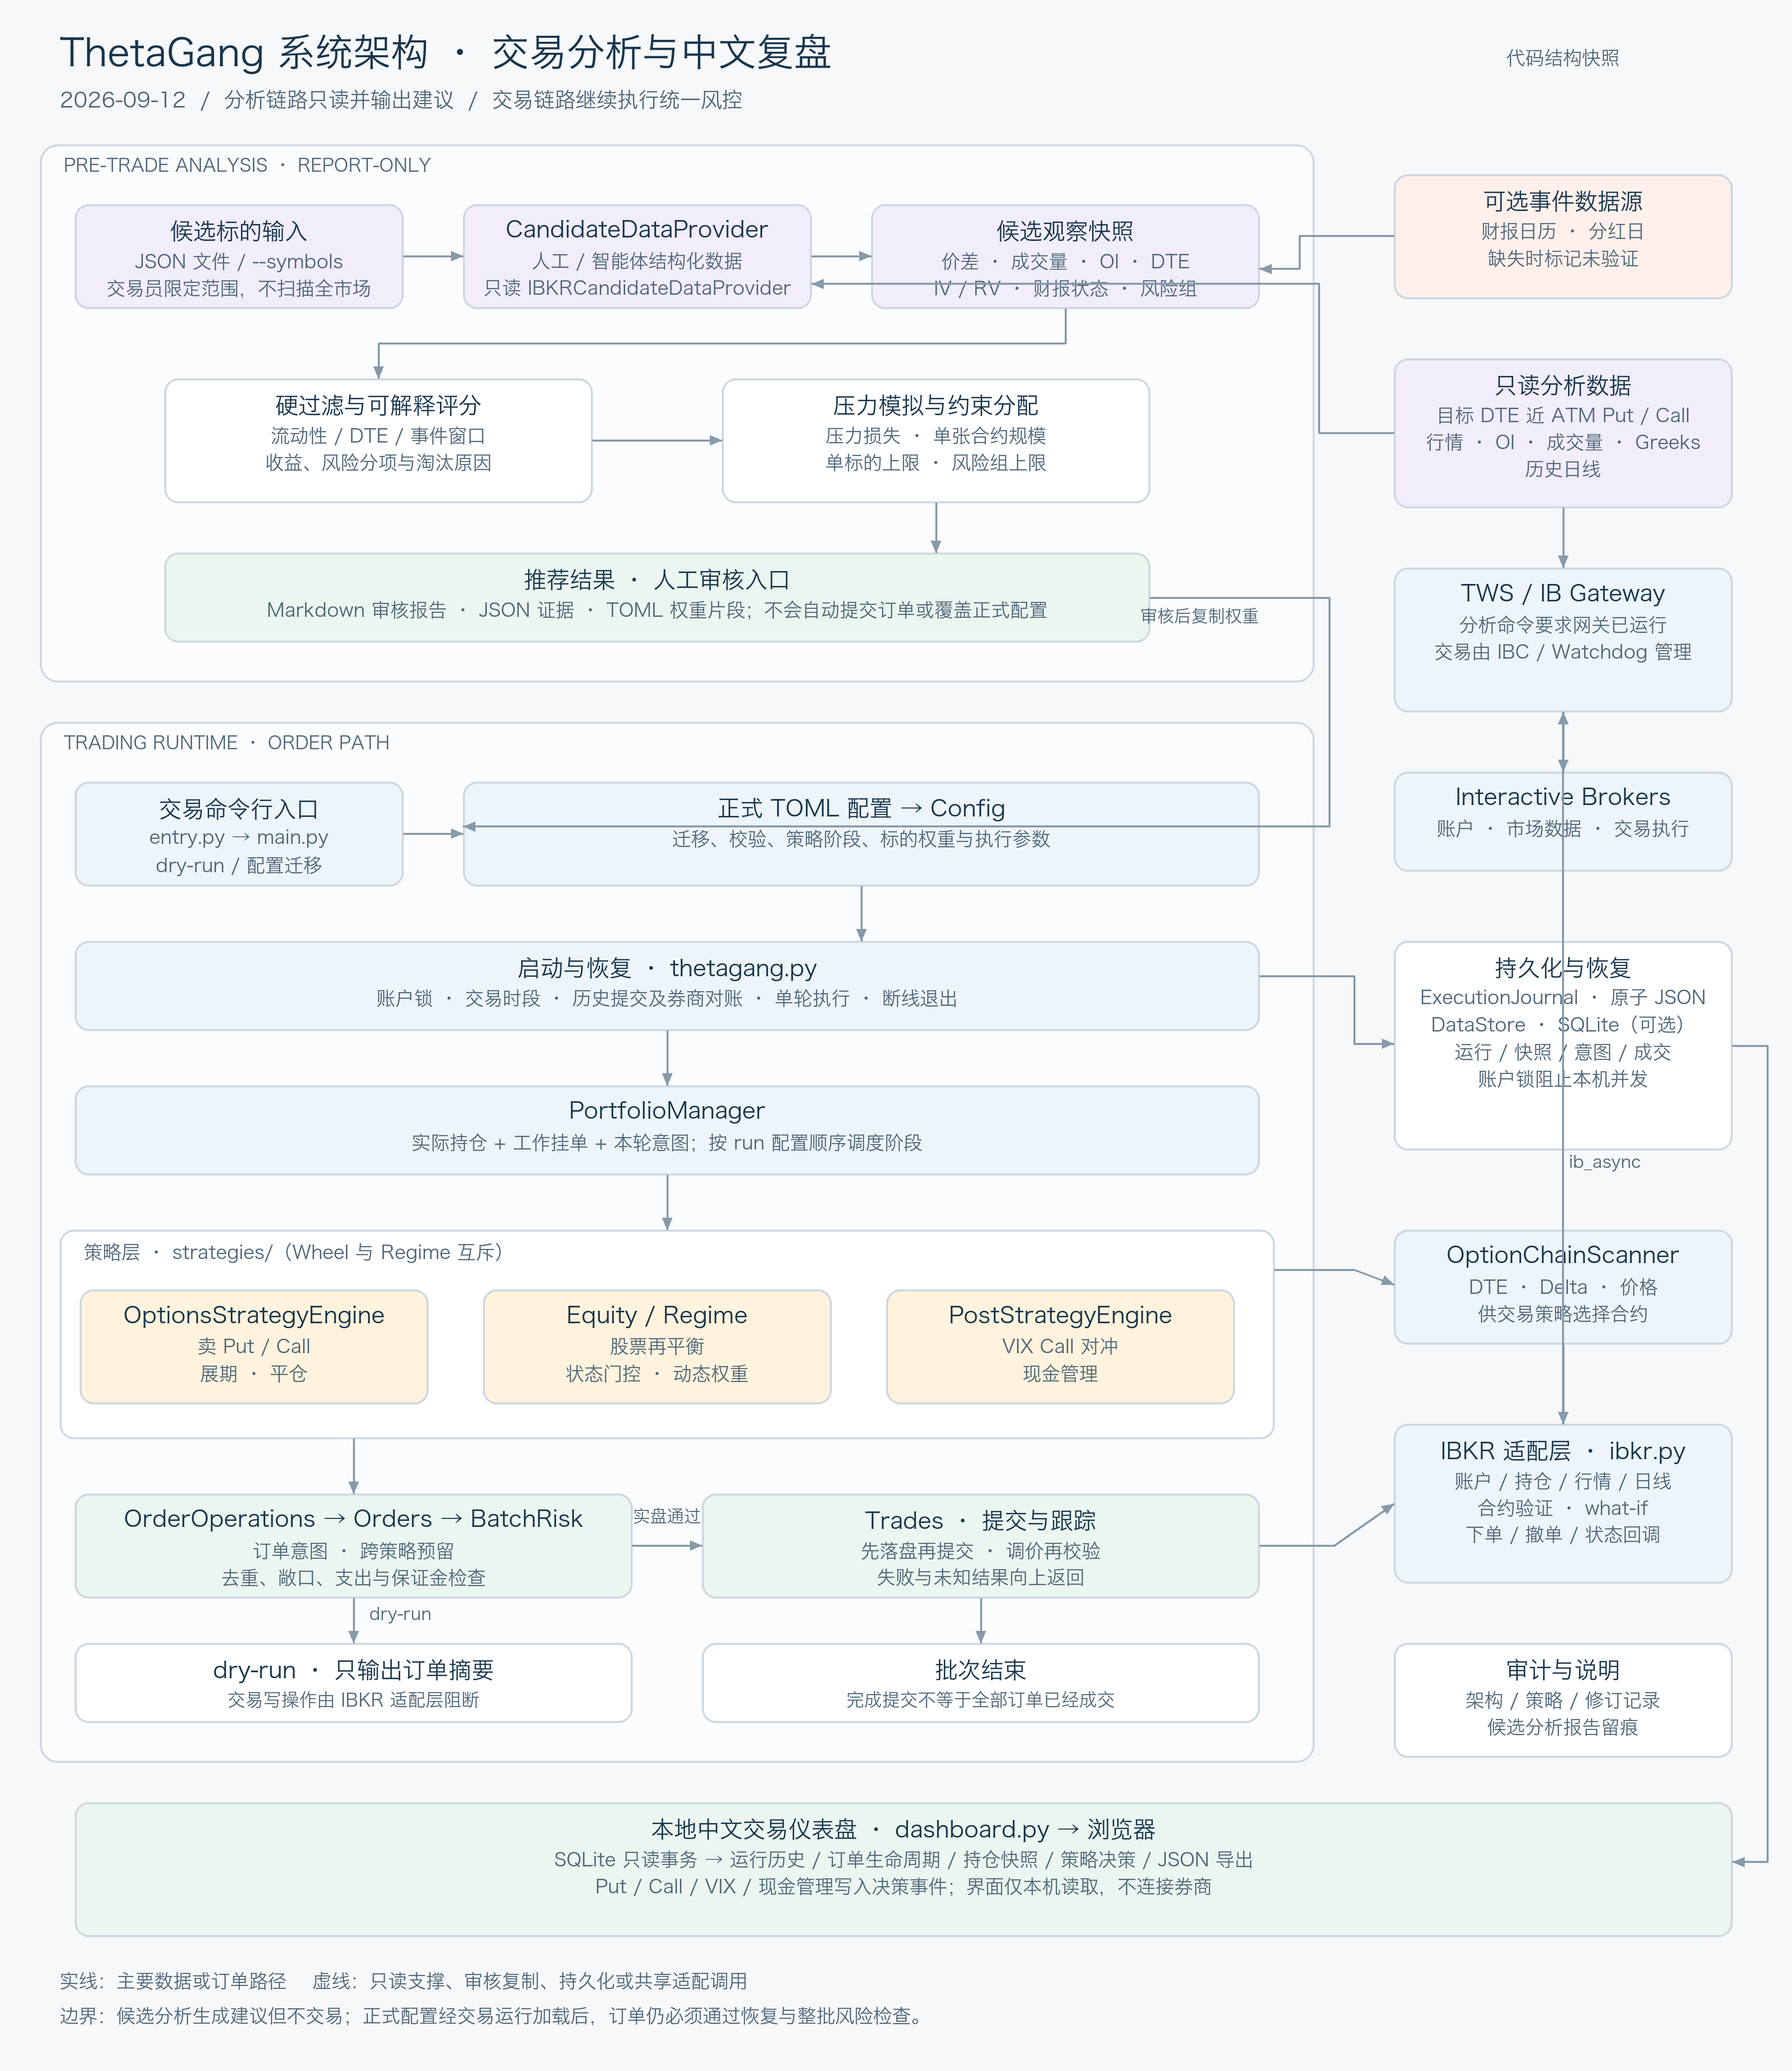 ThetaGang 系统架构 · 交易分析与中文复盘
代码结构快照
2026-09-12 / 分析链路只读并输出建议 / 交易链路继续执行统一风控
PRE-TRADE ANALYSIS · REPORT-ONLY
候选标的输入
JSON 文件 / --symbols
交易员限定范围，不扫描全市场
CandidateDataProvider
人工 / 智能体结构化数据
只读 IBKRCandidateDataProvider
候选观察快照
价差 · 成交量 · OI · DTE
IV / RV · 财报状态 · 风险组
可选事件数据源
财报日历 · 分红日
缺失时标记未验证
硬过滤与可解释评分
流动性 / DTE / 事件窗口
收益、风险分项与淘汰原因
压力模拟与约束分配
压力损失 · 单张合约规模
单标的上限 · 风险组上限
只读分析数据
目标 DTE 近 ATM Put / Call
行情 · OI · 成交量 · Greeks
历史日线
推荐结果 · 人工审核入口
Markdown 审核报告 · JSON 证据 · TOML 权重片段；不会自动提交订单或覆盖正式配置
审核后复制权重
TWS / IB Gateway
分析命令要求网关已运行
交易由 IBC / Watchdog 管理
TRADING RUNTIME · ORDER PATH
交易命令行入口
entry.py → main.py
dry-run / 配置迁移
正式 TOML 配置 → Config
迁移、校验、策略阶段、标的权重与执行参数
Interactive Brokers
账户 · 市场数据 · 交易执行
启动与恢复 · thetagang.py
账户锁 · 交易时段 · 历史提交及券商对账 · 单轮执行 · 断线退出
持久化与恢复
ExecutionJournal · 原子 JSON
DataStore · SQLite（可选）
运行 / 快照 / 意图 / 成交
账户锁阻止本机并发
PortfolioManager
实际持仓 + 工作挂单 + 本轮意图；按 run 配置顺序调度阶段
ib_async
策略层 · strategies/（Wheel 与 Regime 互斥）
OptionsStrategyEngine
卖 Put / Call
展期 · 平仓
Equity / Regime
股票再平衡
状态门控 · 动态权重
PostStrategyEngine
VIX Call 对冲
现金管理
OptionChainScanner
DTE · Delta · 价格
供交易策略选择合约
OrderOperations → Orders → BatchRisk
订单意图 · 跨策略预留
去重、敞口、支出与保证金检查
实盘通过
Trades · 提交与跟踪
先落盘再提交 · 调价再校验
失败与未知结果向上返回
IBKR 适配层 · ibkr.py
账户 / 持仓 / 行情 / 日线
合约验证 · what-if
下单 / 撤单 / 状态回调
dry-run
dry-run · 只输出订单摘要
交易写操作由 IBKR 适配层阻断
批次结束
完成提交不等于全部订单已经成交
审计与说明
架构 / 策略 / 修订记录
候选分析报告留痕
本地中文交易仪表盘 · dashboard.py → 浏览器
SQLite 只读事务 → 运行历史 / 订单生命周期 / 持仓快照 / 策略决策 / JSON 导出
Put / Call / VIX / 现金管理写入决策事件；界面仅本机读取，不连接券商
实线：主要数据或订单路径 虚线：只读支撑、审核复制、持久化或共享适配调用
边界：候选分析生成建议但不交易；正式配置经交易运行加载后，订单仍必须通过恢复与整批风险检查。